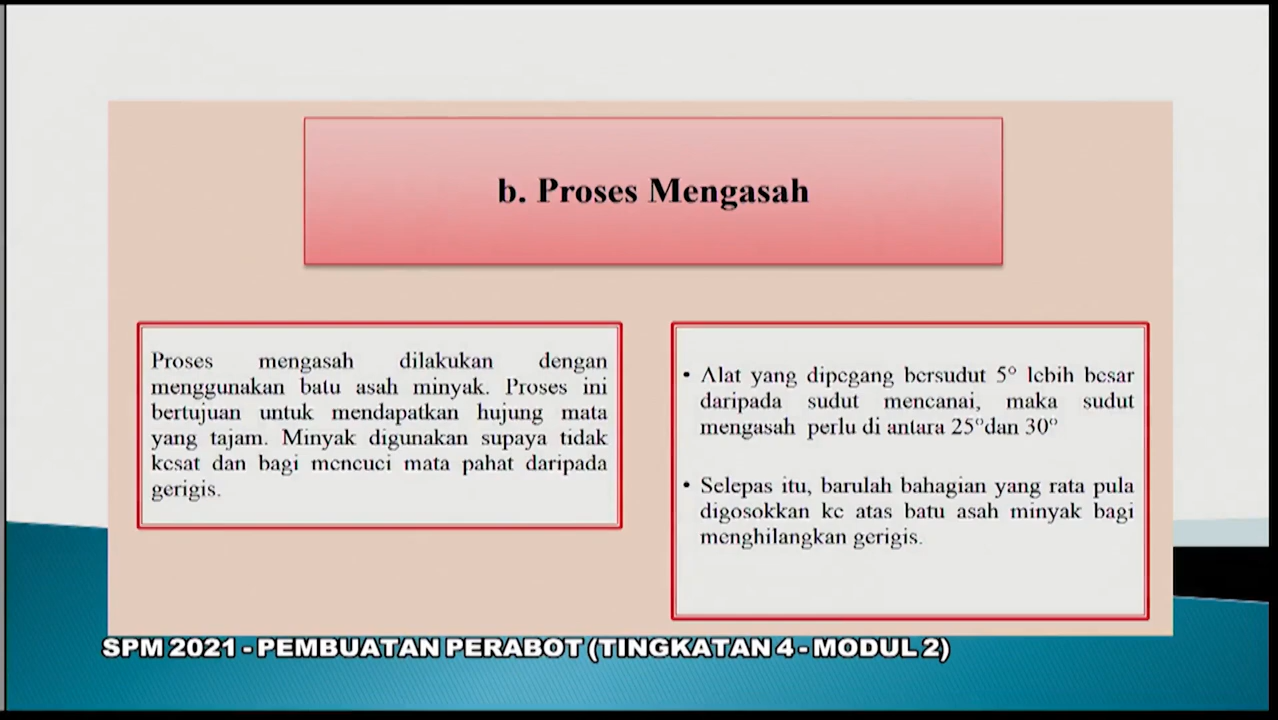 b. Proses Mengasah
Proses mengasah dilakukan dengan
menggunakan batu asah minyak. Proses ini
bertujuan untuk mendapatkan hujung mata
yang tajam. Minyak digunakan supaya tidak
kesat dan bagi mencuci mata pahat daripada
gerigis.
• Alat yang dipegang bersudut 5° lebih besar
daripada sudut mencanai, maka sudut
mengasah perlu di antara 25°dan 30°
• Selepas itu, barulah bahagian yang rata pula
digosokkan ke atas batu asah minyak bagi
menghilangkan gerigis.
SPM 2021 - PEMBUATAN PERABOT (TINGKATAN 4 - MODUL 2)